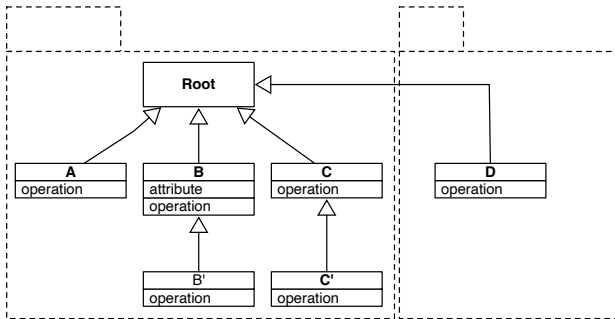 Root
A
operation
B
attribute
operation
C
operation
D
operation
B'
operation
C'
operation